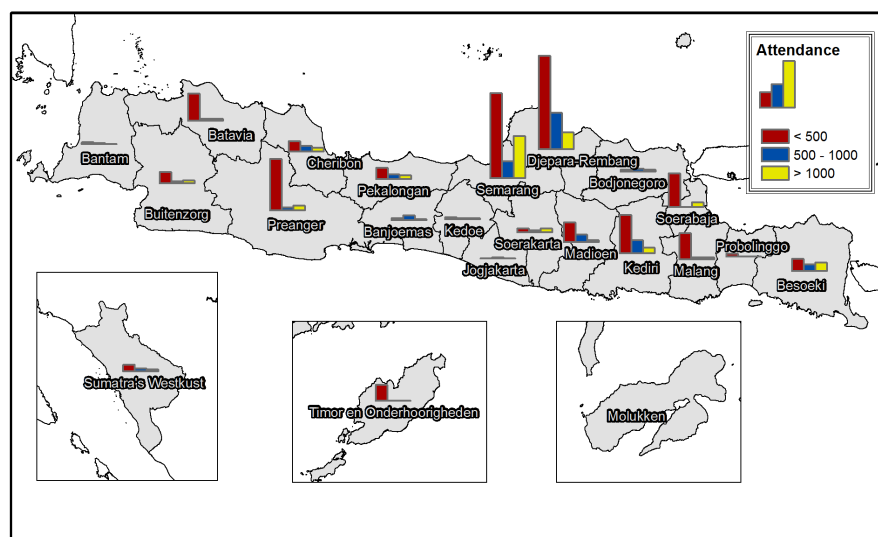 Attendance
< 500
500 - 1000
> 1000
Batavia
Bantam
Cheribon
Djepara-Rembang
Pekalongan
Semarang
Bodjonegoro
Buitenzorg
Preanger
Banjoemas
Kedoe
Soerabaja
Soerakarta
Madioen
Kediri
Malang
Probolinggo
Jogjakarta
Besoeki
Sumatra's Westkust
Timor en Onderhoorigheden
Molukken